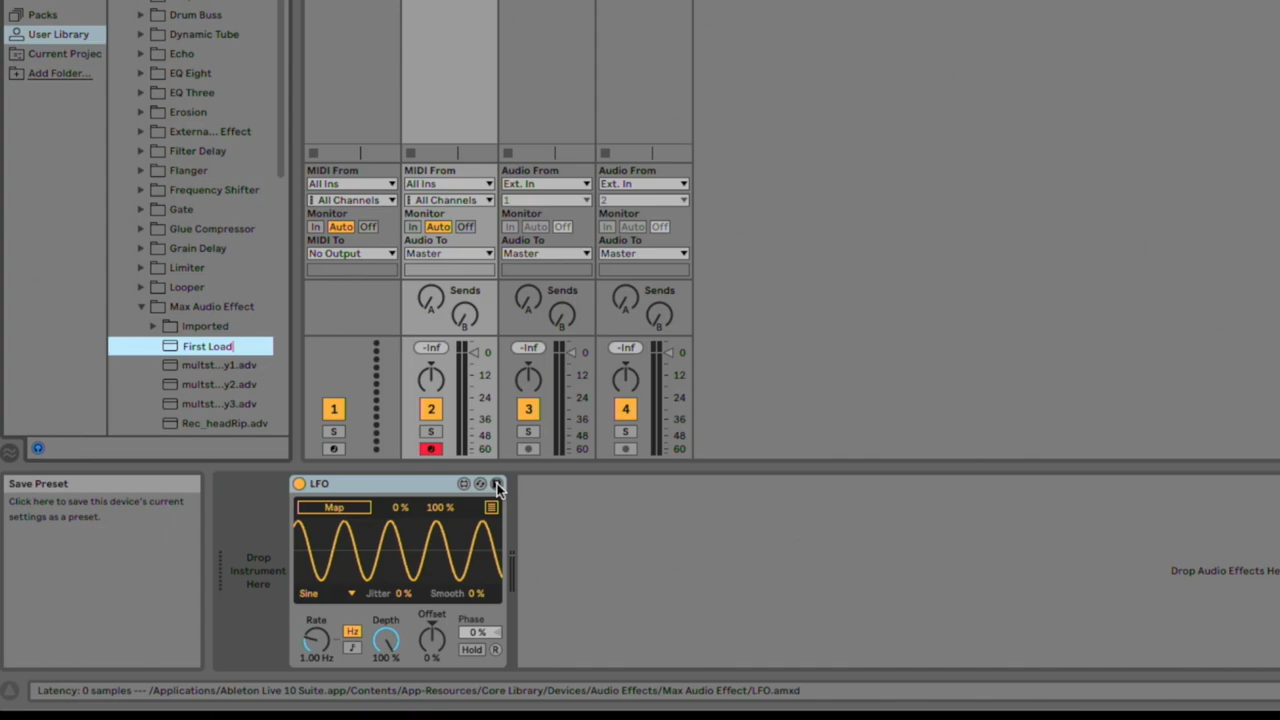 Packs
User Library
Current Projec
Add Folder...
Drum Buss
Dynamic Tube
Echo
EQ Eight
EQ Three
Erosion
Externa... Effect
Filter Delay
Flanger
Frequency Shifter
Gate
Glue Compressor
Grain Delay
Limiter
Looper
Max Audio Effect
Imported
First Load
multst...y1.adv
multst...y2.adv
multst...y3.adv
Rec_headRip.adv
MIDI From MIDI From Audio From Audio From
All Ins All Ins Ext. In Ext. In
All Channels All Channels 1 2
Monitor Monitor Monitor Monitor
In Auto Off In Auto Off In Auto Off In Auto Off
MIDI To Audio To Audio To Audio To
No Output Master Master Master
Sends Sends Sends
A A A
B B B
-Inf -Inf -Inf
0 0 0
12 12 12
24 24 24
1 2 3 4
36 36 36
S S S S
48 48 48
60 60 60
Save Preset
Click here to save this device's current
settings as a preset.
Drop
Instrument
Here
LFO
Map 0 % 100 %
Sine Jitter 0 % Smooth 0 %
Rate Depth Offset Phase
Hz 0 %
Hold R
1.00 Hz 100 % 0 %
Drop Audio Effects He
Latency: 0 samples --- /Applications/Ableton Live 10 Suite.app/Contents/App-Resources/Core Library/Devices/Audio Effects/Max Audio Effect/LFO.amxd